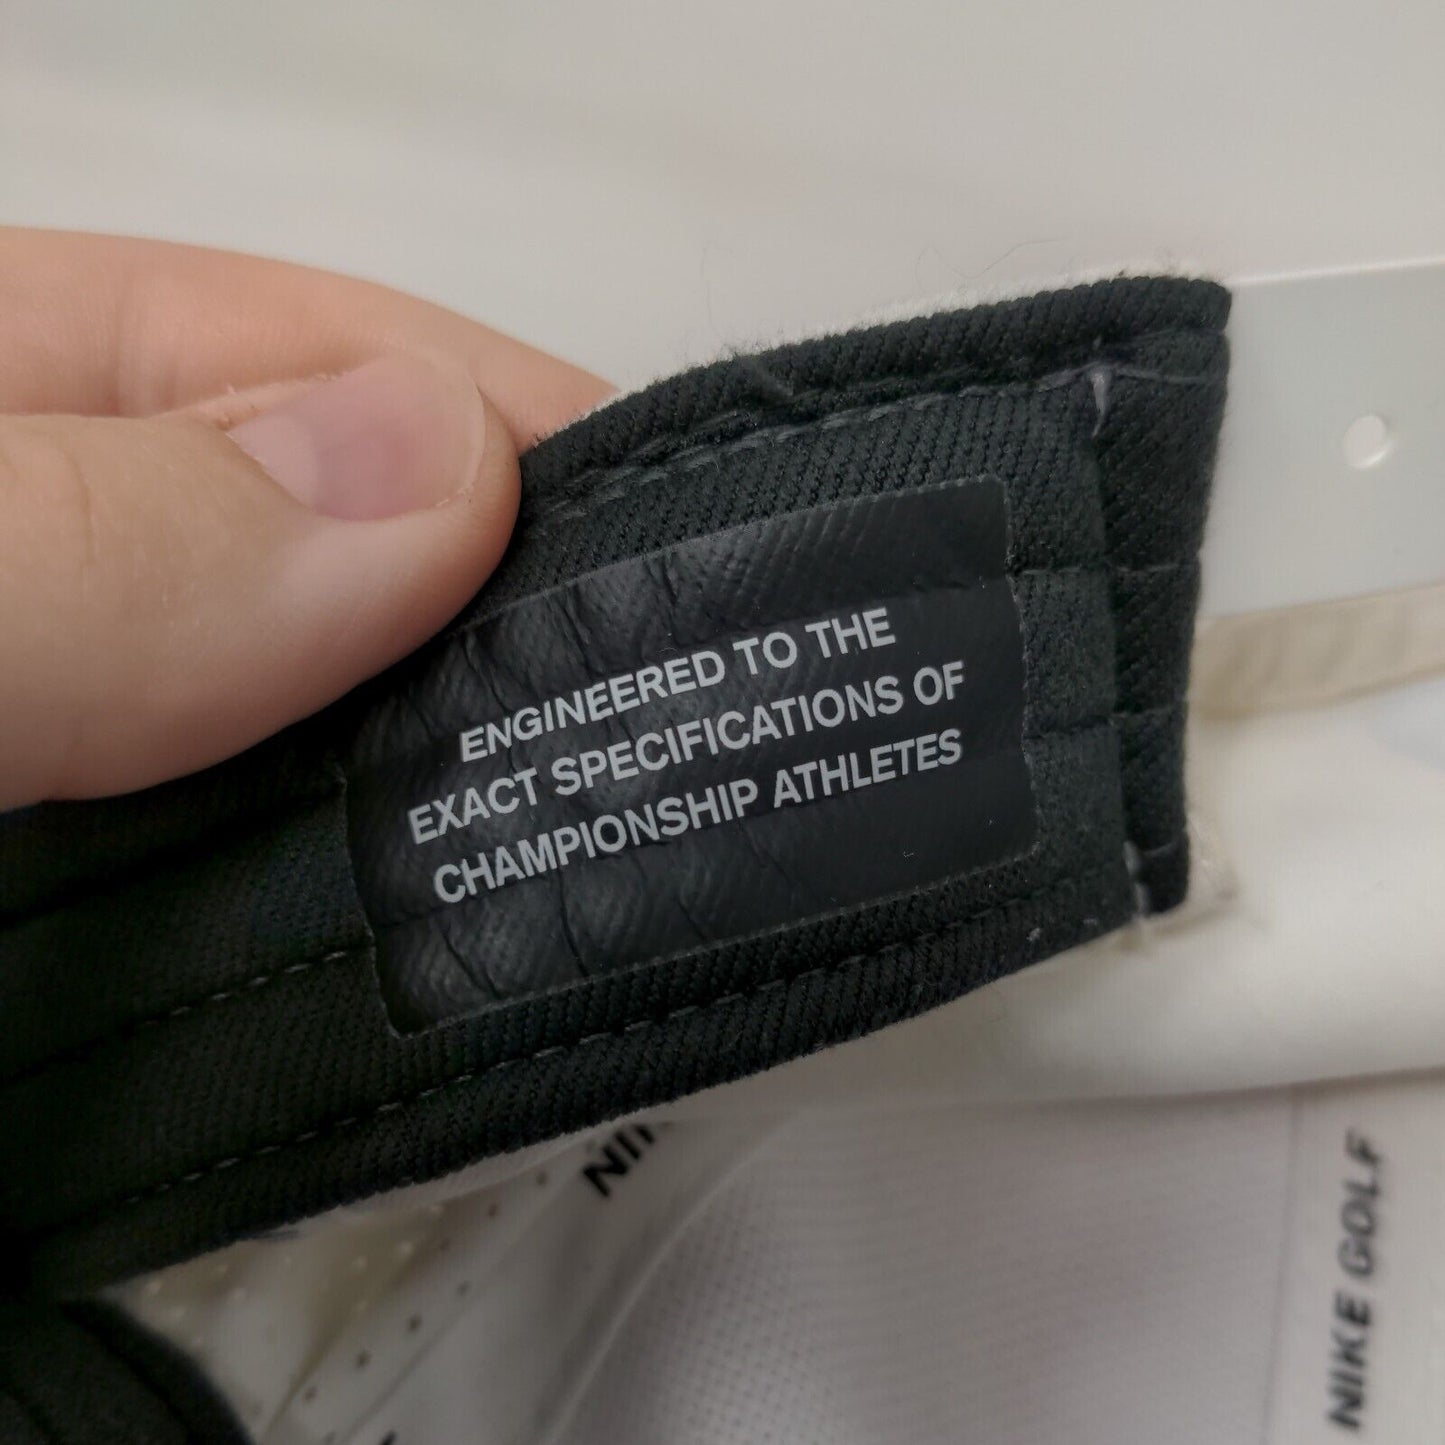 ENGINEERED TO THE
EXACT SPECIFICATIONS OF
CHAMPIONSHIP ATHLETES
NIKE GOLF